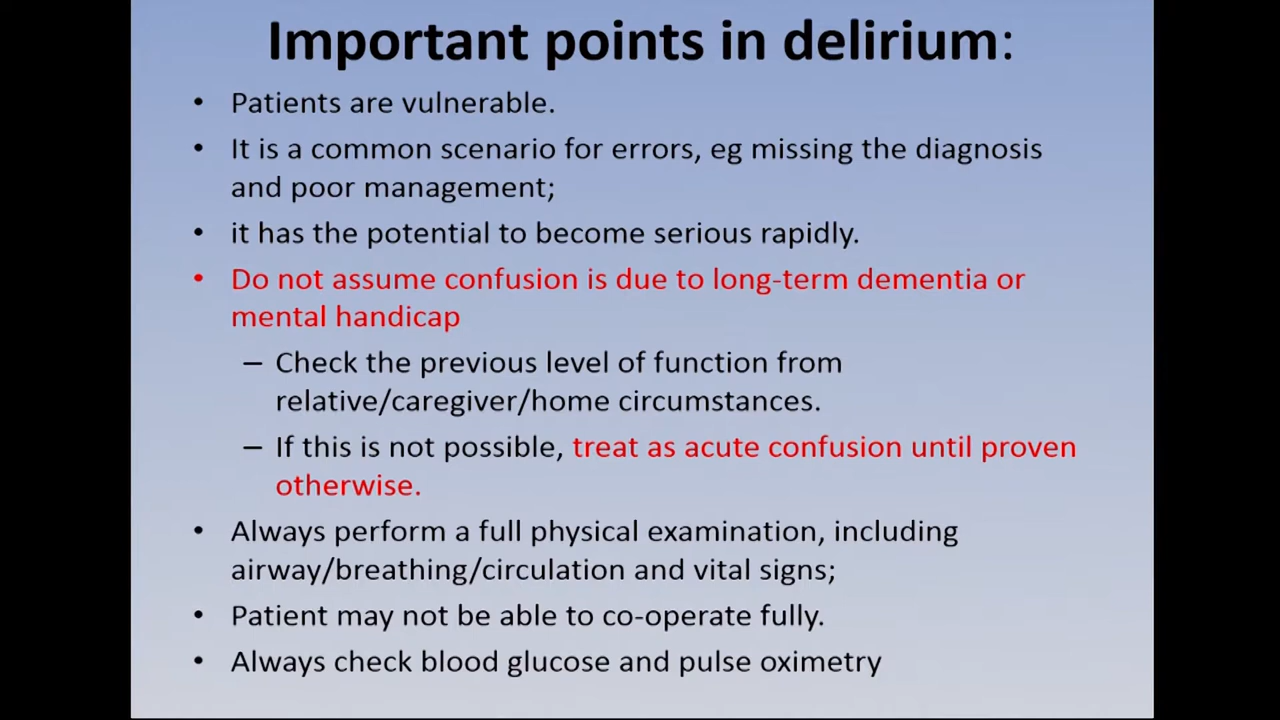 Important points in delirium:
• Patients are vulnerable.
• It is a common scenario for errors, eg missing the diagnosis
and poor management;
• it has the potential to become serious rapidly.
• Do not assume confusion is due to long-term dementia or
mental handicap
– Check the previous level of function from
relative/caregiver/home circumstances.
– If this is not possible, treat as acute confusion until proven
otherwise.
• Always perform a full physical examination, including
airway/breathing/circulation and vital signs;
• Patient may not be able to co-operate fully.
• Always check blood glucose and pulse oximetry